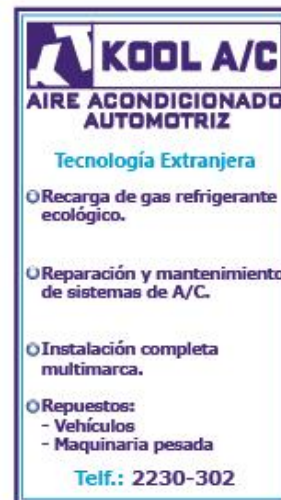 KOOL A/C
AIRE ACONDICIONADO
AUTOMOTRIZ
Tecnología Extranjera
Recarga de gas refrigerante
ecológico.
Reparación y mantenimiento
de sistemas de A/C.
Instalación completa
multimarca.
Repuestos:
- Vehículos
- Maquinaria pesada
Telf.: 2230-302